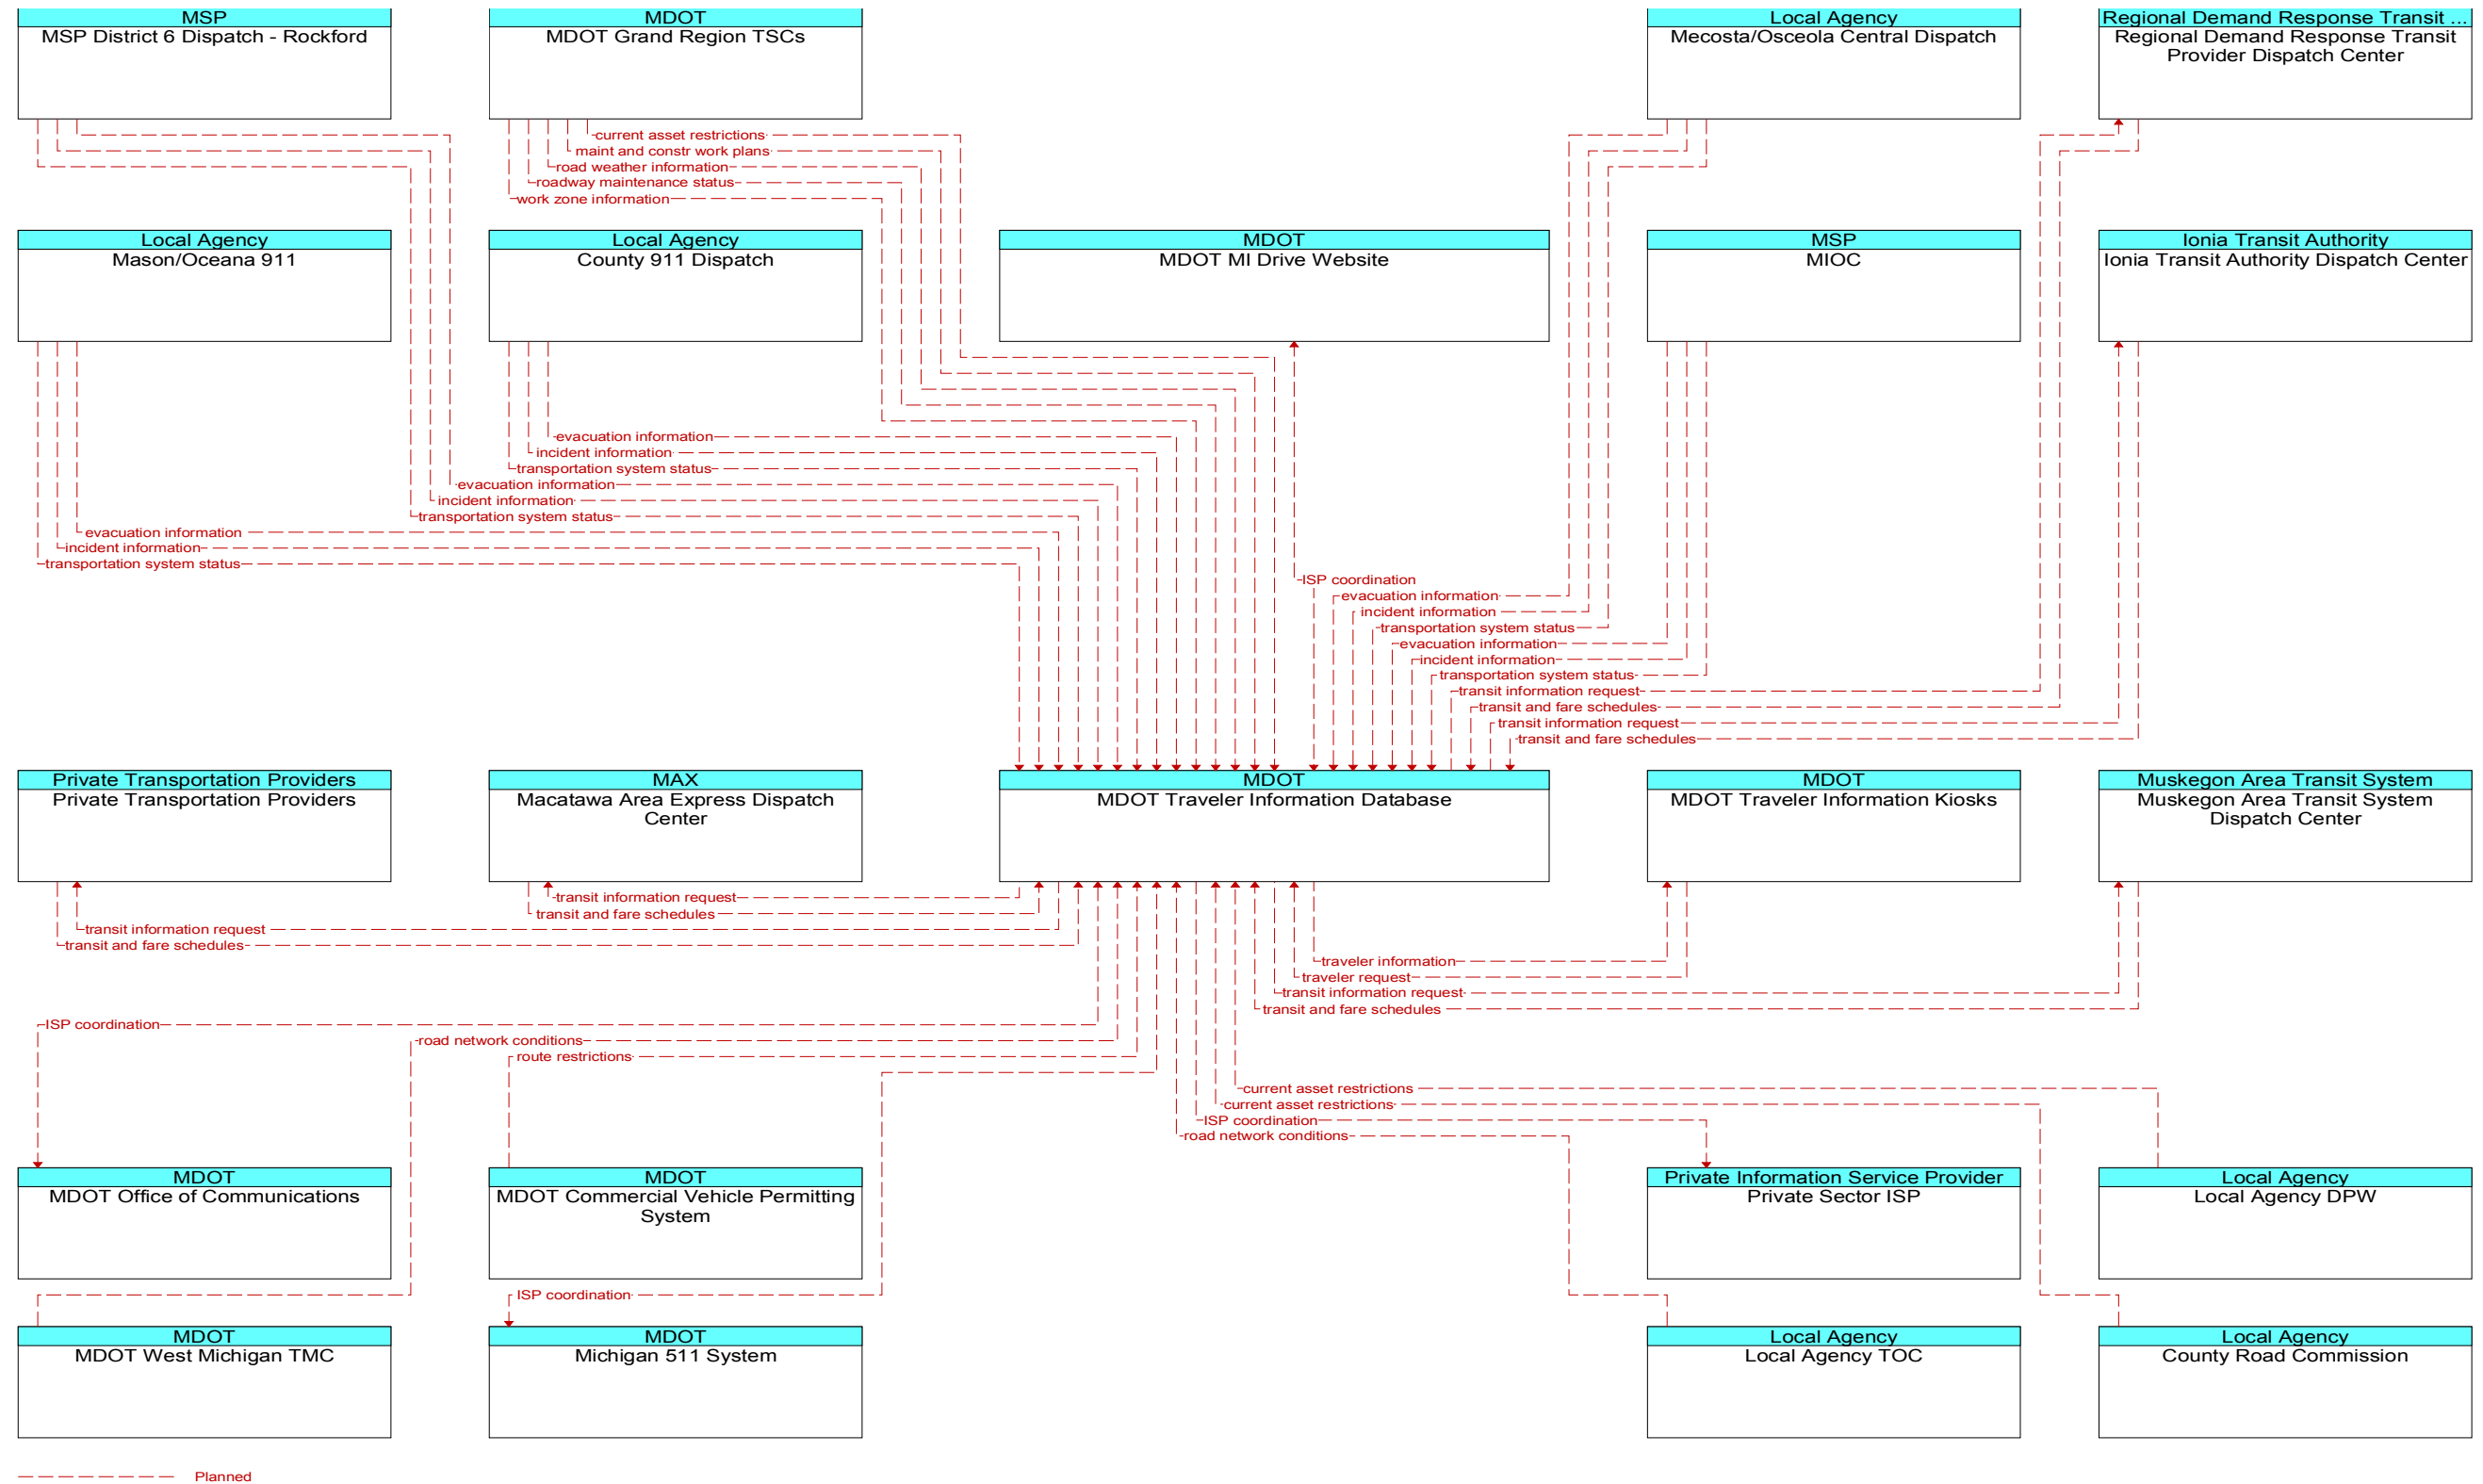 MSP
MSP District 6 Dispatch - Rockford
MDOT
MDOT Grand Region TSCs
Local Agency
Mecosta/Osceola Central Dispatch
Regional Demand Response Transit ...
Regional Demand Response Transit
Provider Dispatch Center
current asset restrictions
maint and constr work plans
road weather information
roadway maintenance status
work zone information
Local Agency
Mason/Oceana 911
Local Agency
County 911 Dispatch
MDOT
MDOT MI Drive Website
MSP
MIOC
Ionia Transit Authority
Ionia Transit Authority Dispatch Center
evacuation information
incident information
transportation system status
evacuation information
incident information
transportation system status
evacuation information
incident information
transportation system status
ISP coordination
evacuation information
incident information
transportation system status
evacuation information
incident information
transportation system status
transit information request
transit and fare schedules
transit information request
transit and fare schedules
Private Transportation Providers
Private Transportation Providers
MAX
Macatawa Area Express Dispatch
Center
MDOT
MDOT Traveler Information Database
MDOT
MDOT Traveler Information Kiosks
Muskegon Area Transit System
Muskegon Area Transit System
Dispatch Center
transit information request
transit and fare schedules
transit information request
transit and fare schedules
traveler information
traveler request
transit information request
transit and fare schedules
ISP coordination
road network conditions
route restrictions
current asset restrictions
current asset restrictions
ISP coordination
road network conditions
MDOT
MDOT Office of Communications
MDOT
MDOT Commercial Vehicle Permitting
System
Private Information Service Provider
Private Sector ISP
Local Agency
Local Agency DPW
ISP coordination
MDOT
MDOT West Michigan TMC
MDOT
Michigan 511 System
Local Agency
Local Agency TOC
Local Agency
County Road Commission
Planned